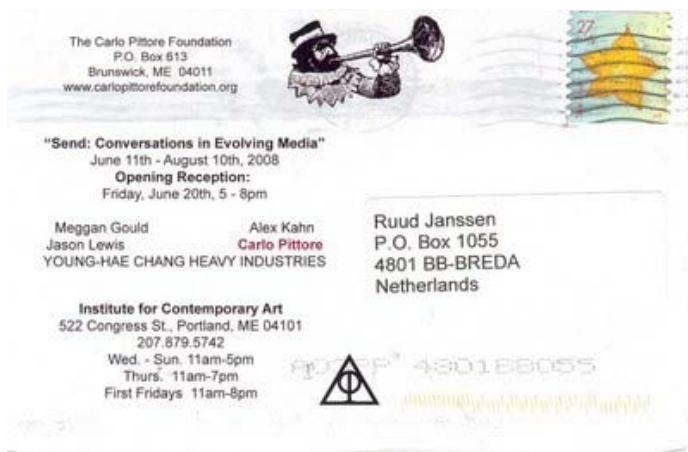 The Carlo Pittore Foundation
P.O. Box 613
Brunswick, ME 04011
www.carlopittorefoundation.org
27
"Send: Conversations in Evolving Media"
June 11th - August 10th, 2008
Opening Reception:
Friday, June 20th, 5 - 8pm
Meggan Gould Alex Kahn
Jason Lewis Carlo Pittore
YOUNG-HAE CHANG HEAVY INDUSTRIES
Ruud Janssen
P.O. Box 1055
4801 BB-BREDA
Netherlands
Institute for Contemporary Art
522 Congress St., Portland, ME 04101
207.879.5742
Wed. - Sun. 11am-5pm
Thurs. 11am-7pm
First Fridays 11am-8pm
4801BB055